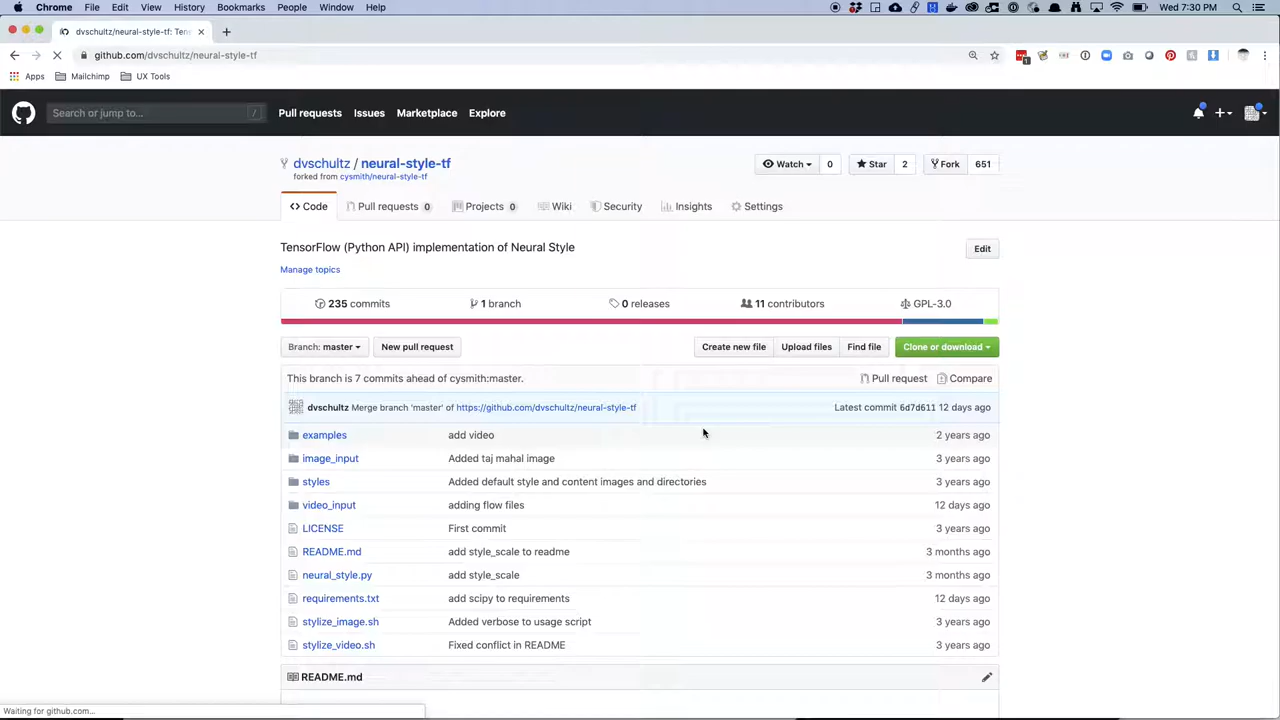 Chrome File Edit View History Bookmarks People Window Help Wed 7:30 PM
dvschultz/neural-style-tf: Ten
github.com/dvschultz/neural-style-tf
Apps Mailchimp UX Tools
Search or jump to... / Pull requests Issues Marketplace Explore
dvschultz / neural-style-tf Watch 0 Star 2 Fork 651
forked from cysmith/neural-style-tf
Code Pull requests 0 Projects 0 Wiki Security Insights Settings
TensorFlow (Python API) implementation of Neural Style Edit
Manage topics
235 commits 1 branch 0 releases 11 contributors GPL-3.0
Branch: master New pull request Create new file Upload files Find file Clone or download
This branch is 7 commits ahead of cysmith:master. Pull request Compare
dvschultz Merge branch 'master' of https://github.com/dvschultz/neural-style-tf Latest commit 6d7d611 12 days ago
examples add video 2 years ago
image_input Added taj mahal image 3 years ago
styles Added default style and content images and directories 3 years ago
video_input adding flow files 12 days ago
LICENSE First commit 3 years ago
README.md add style_scale to readme 3 months ago
neural_style.py add style_scale 3 months ago
requirements.txt add scipy to requirements 12 days ago
stylize_image.sh Added verbose to usage script 3 years ago
stylize_video.sh Fixed conflict in README 3 years ago
README.md
Waiting for github.com...